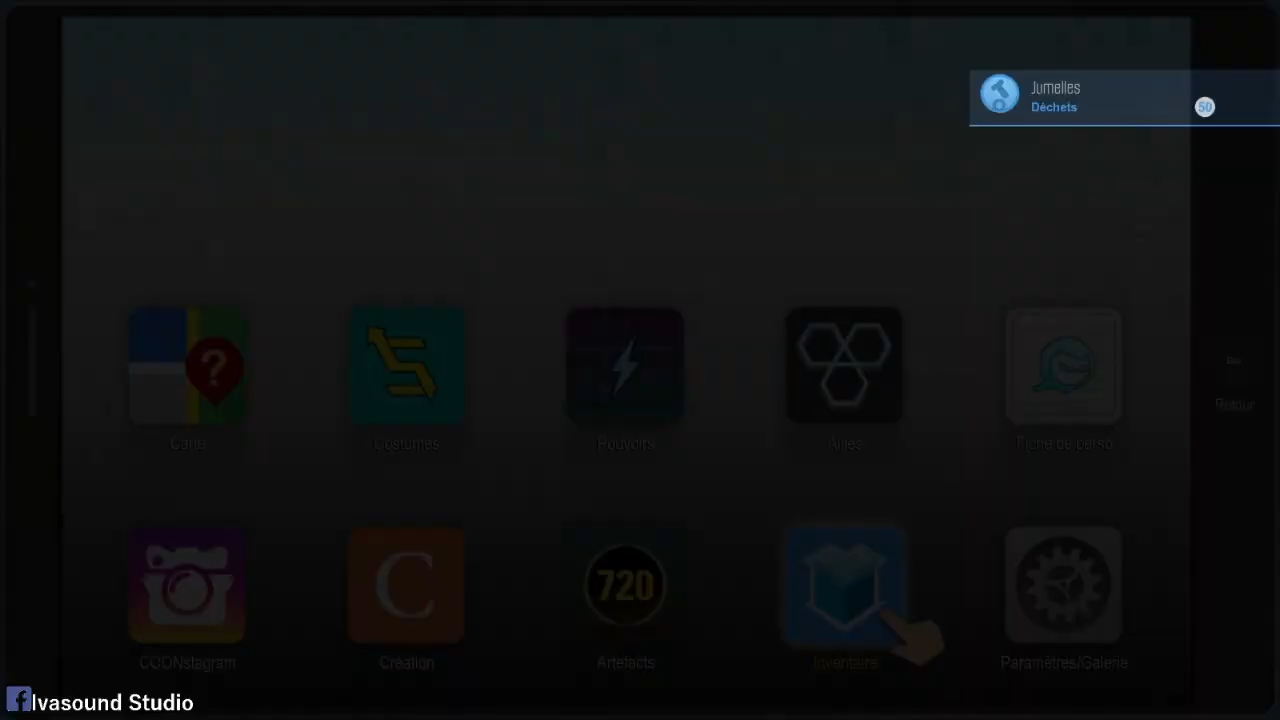 Jumelles
Déchets
50
?
Retour
Carte
Costumes
Pouvoirs
Alliés
Fiche de perso
C
720
COONstagram
Création
Artefacts
Inventaire
Paramètres/Galerie
f
Ivasound Studio